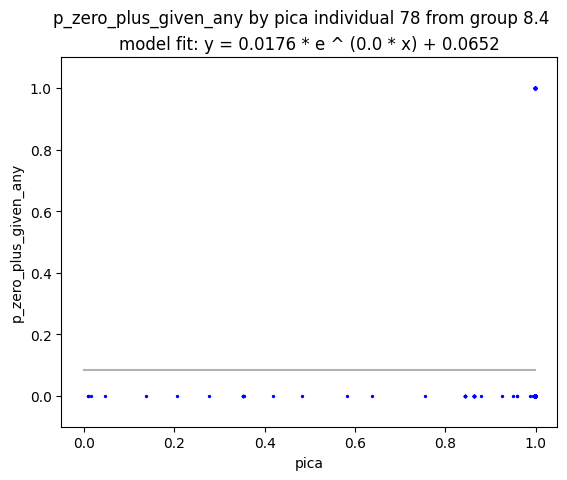 p_zero_plus_given_any by pica individual 78 from group 8.4
model fit: y = 0.0176 * e ^ (0.0 * x) + 0.0652
1.0
0.8
0.6
0.4
0.2
0.0
p_zero_plus_given_any
0.0 0.2 0.4 0.6 0.8 1.0
pica